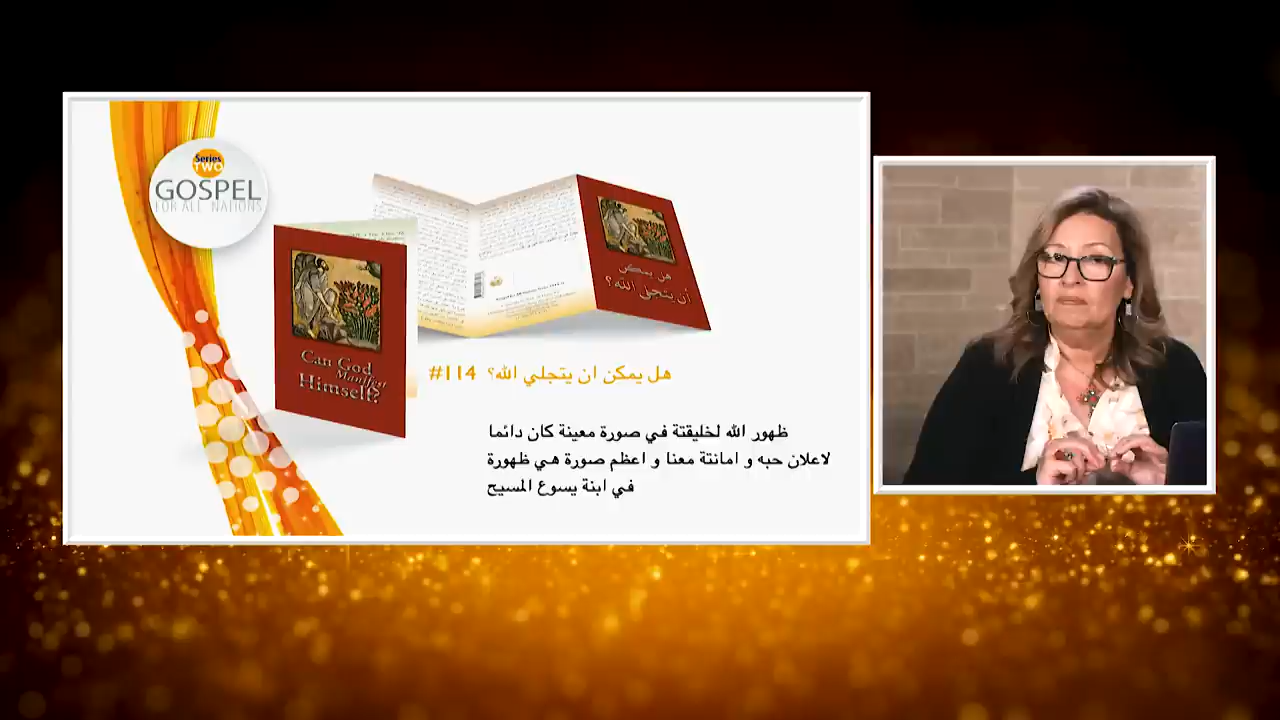 Series
TWO
GOSPEL
FOR ALL NATIONS
هل يمكن
أن يتجلى الله؟
Can God
Manifest
Himself?
#114 هل يمكن ان يتجلي الله؟
ظهور الله لخليقتة في صورة معينة كان دائما
لاعلان حبه و امانتة معنا و اعظم صورة هي ظهورة
في ابنة يسوع المسيح